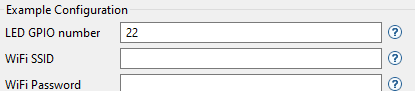 Example Configuration
LED GPIO number 22 ?
WiFi SSID ?
WiFi Password ?